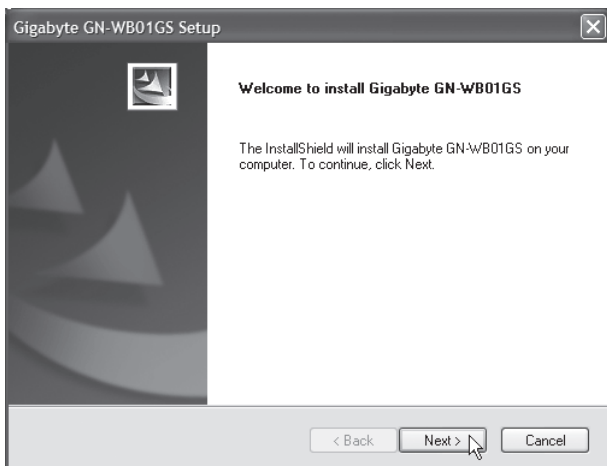 Gigabyte GN-WB01GS Setup
Welcome to install Gigabyte GN-WB01GS
The InstallShield will install Gigabyte GN-WB01GS on your
computer. To continue, click Next.
< Back Next > Cancel